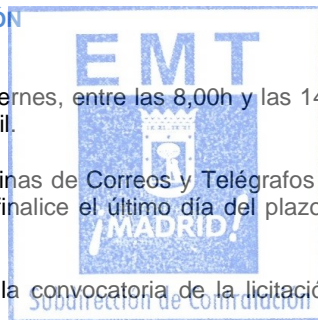 ÓN
EMT
ernes, entre las 8,00h y las 14
il.
inas de Correos y Telégrafos
finalice el último día del plazo
¡MADRID!
la convocatoria de la licitació
Subdirección de Contratación